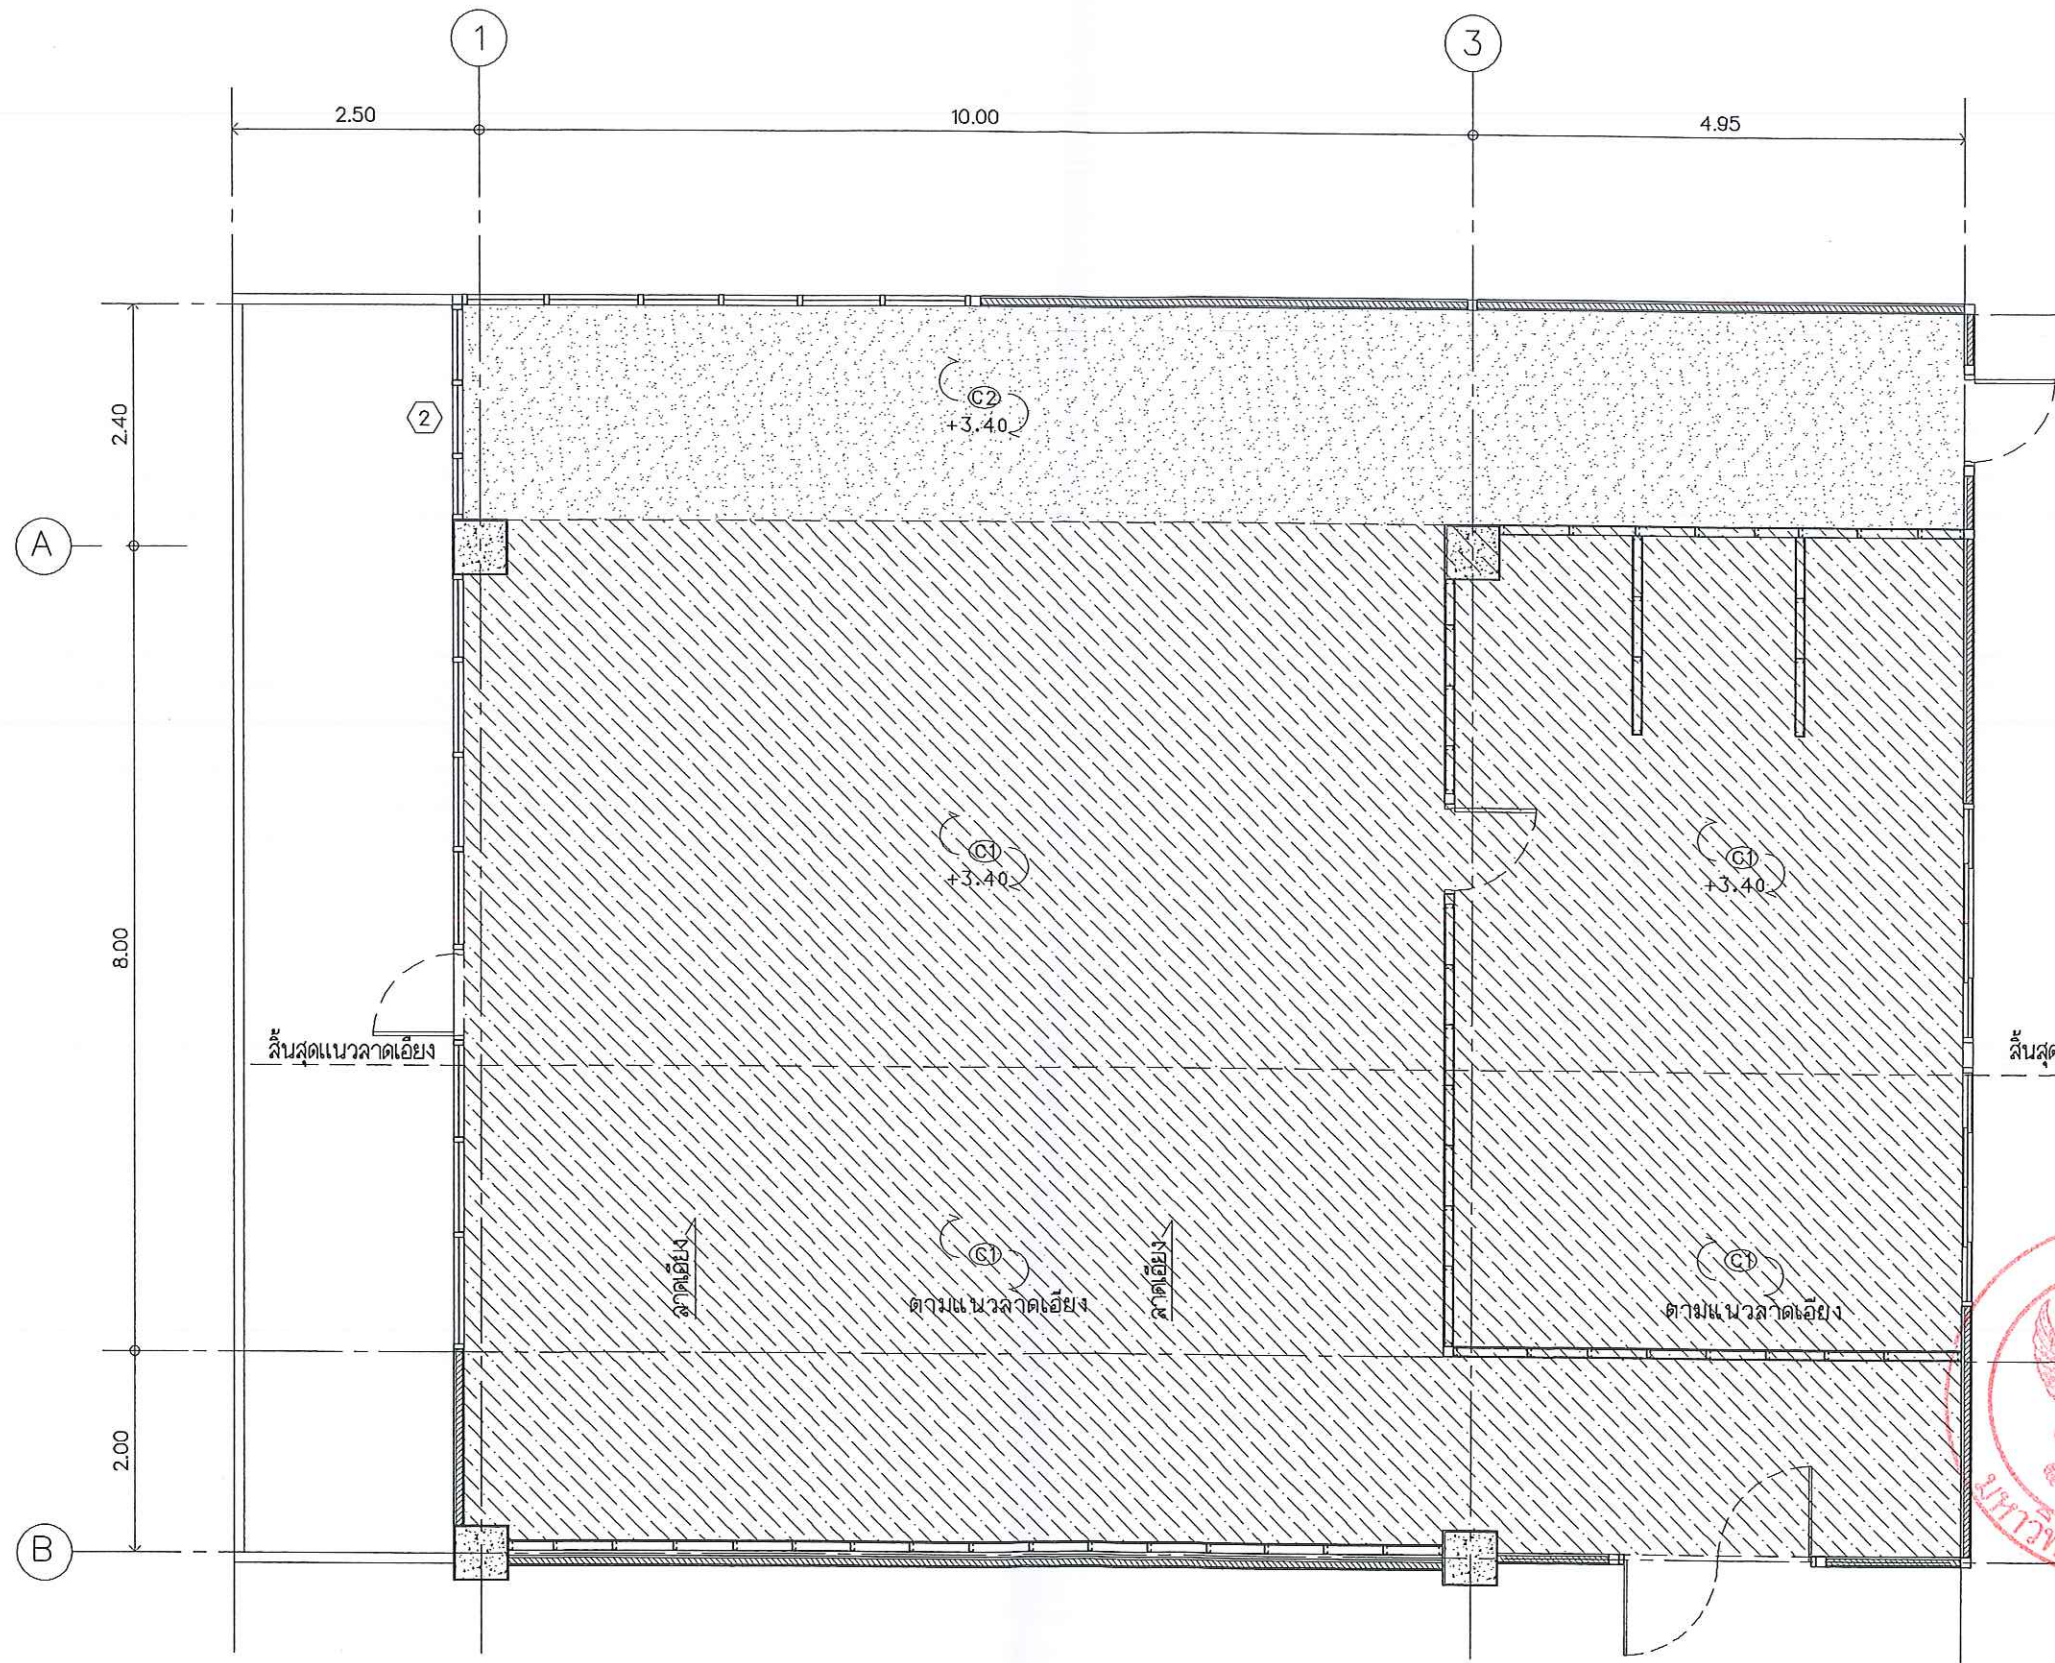 1
3
2.50
10.00
4.95
2.40
2
C2
+3.40
A
C1
+3.40
C1
+3.40
8.00
สิ้นสุดแนวลาดเอียง
สิ้นสุด
ลาดเอียง
C1
ตามแนวลาดเอียง
ลาดเอียง
C1
ตามแนวลาดเอียง
2.00
B